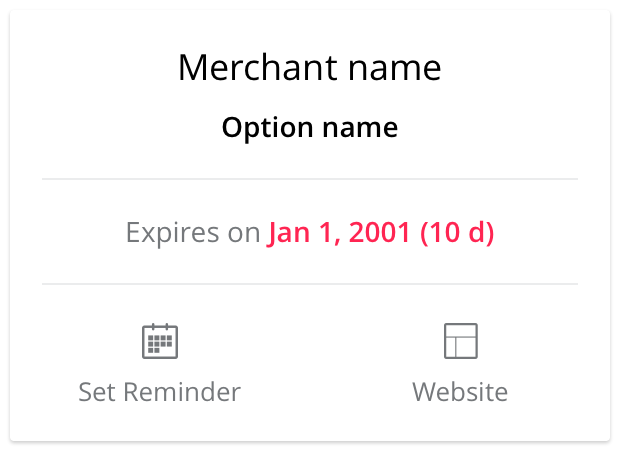 Merchant name
Option name
Expires on Jan 1, 2001 (10 d)
Set Reminder
Website